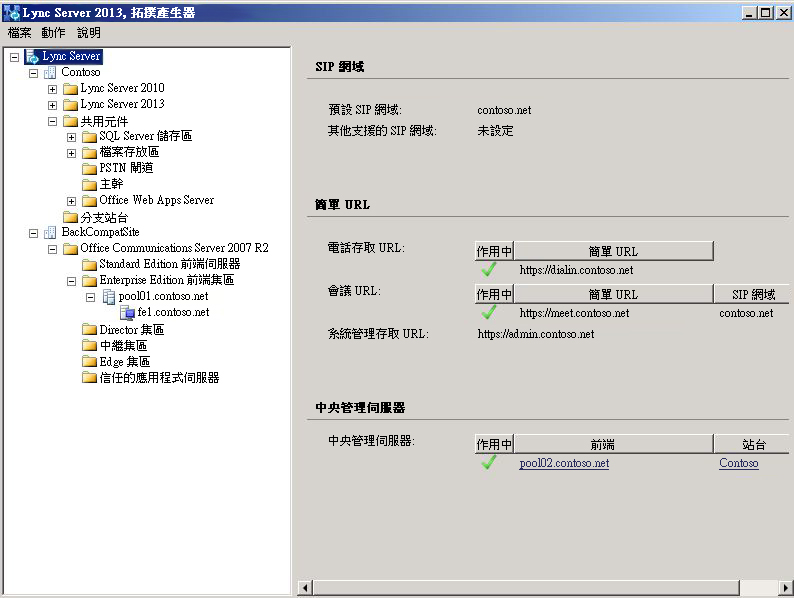 Lync Server 2013, 拓撲產生器
檔案 動作 說明
Lync Server
Contoso
Lync Server 2010
Lync Server 2013
共用元件
SQL Server 儲存區
檔案存放區
PSTN 閘道
主幹
Office Web Apps Server
分支站台
BackCompatSite
Office Communications Server 2007 R2
Standard Edition 前端伺服器
Enterprise Edition 前端集區
pool01.contoso.net
fe1.contoso.net
Director 集區
中繼集區
Edge 集區
信任的應用程式伺服器
SIP 網域
預設 SIP 網域: contoso.net
其他支援的 SIP 網域: 未設定
簡單 URL
電話存取 URL: 作用中 簡單 URL
https://dialin.contoso.net
會議 URL: 作用中 簡單 URL SIP 網域
https://meet.contoso.net contoso.net
系統管理存取 URL: https://admin.contoso.net
中央管理伺服器
中央管理伺服器: 作用中 前端 站台
pool02.contoso.net Contoso